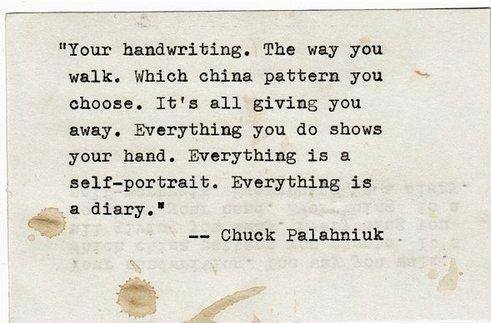 "Your handwriting. The way you
walk. Which china pattern you
choose. It's all giving you
away. Everything you do shows
your hand. Everything is a
self-portrait. Everything is
a diary."
-- Chuck Palahniuk